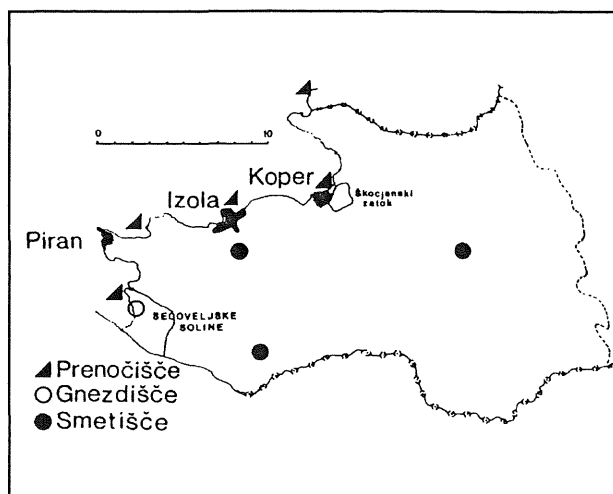 0 10
Koper
Škocjanski
zatok
Izola
Piran
SEČOVELJSKE
SOLINE
Prenočišče
Gnezdišče
Smetišče